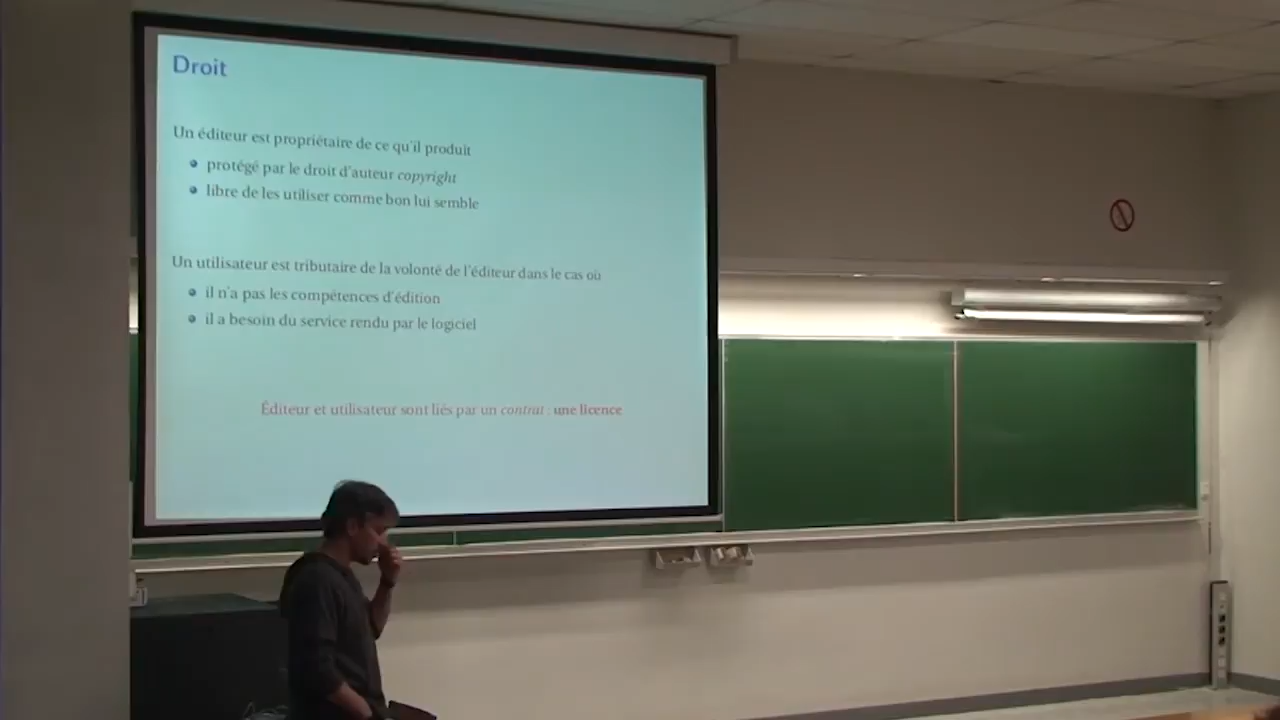 Droit
Un éditeur est propriétaire de ce qu'il produit
protégé par le droit d'auteur copyright
libre de les utiliser comme bon lui semble
Un utilisateur est tributaire de la volonté de l'éditeur dans le cas où
il n'a pas les compétences d'édition
il a besoin du service rendu par le logiciel
Éditeur et utilisateur sont liés par un contrat : une licence